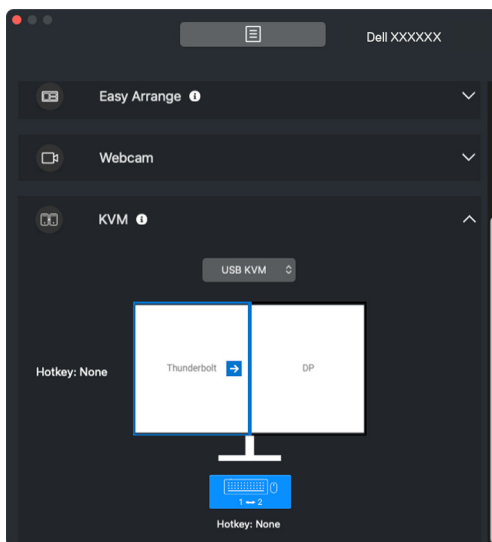 Dell XXXXXX
Easy Arrange
Webcam
KVM
USB KVM
Hotkey: None
Thunderbolt
DP
1 2
Hotkey: None